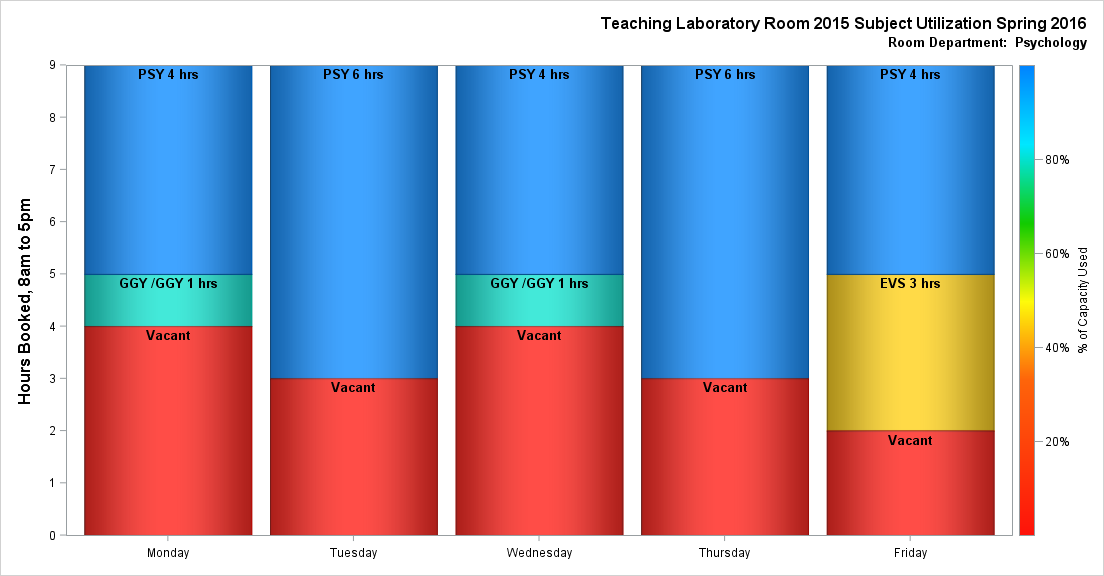 Teaching Laboratory Room 2015 Subject Utilization Spring 2016
Room Department: Psychology
Hours Booked, 8am to 5pm
9
8
7
6
5
4
3
2
1
0
PSY 4 hrs
GGY /GGY 1 hrs
Vacant
PSY 6 hrs
Vacant
PSY 4 hrs
GGY /GGY 1 hrs
Vacant
PSY 6 hrs
Vacant
PSY 4 hrs
EVS 3 hrs
Vacant
Monday
Tuesday
Wednesday
Thursday
Friday
80%
60%
40%
20%
% of Capacity Used